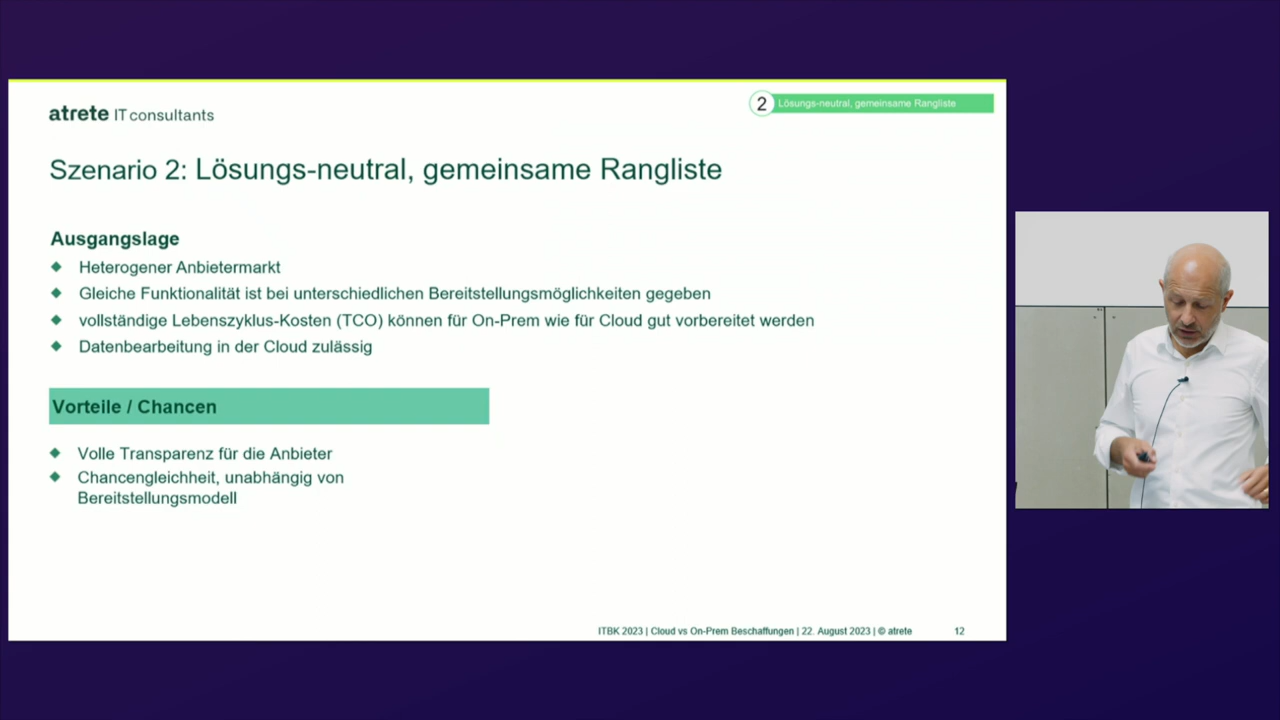 atrete IT consultants
2 Lösungs-neutral, gemeinsame Rangliste
Szenario 2: Lösungs-neutral, gemeinsame Rangliste
Ausgangslage
Heterogener Anbietermarkt
Gleiche Funktionalität ist bei unterschiedlichen Bereitstellungsmöglichkeiten gegeben
vollständige Lebenszyklus-Kosten (TCO) können für On-Prem wie für Cloud gut vorbereitet werden
Datenbearbeitung in der Cloud zulässig
Vorteile / Chancen
Volle Transparenz für die Anbieter
Chancengleichheit, unabhängig von
Bereitstellungsmodell
ITBK 2023 | Cloud vs On-Prem Beschaffungen | 22. August 2023 | © atrete 12